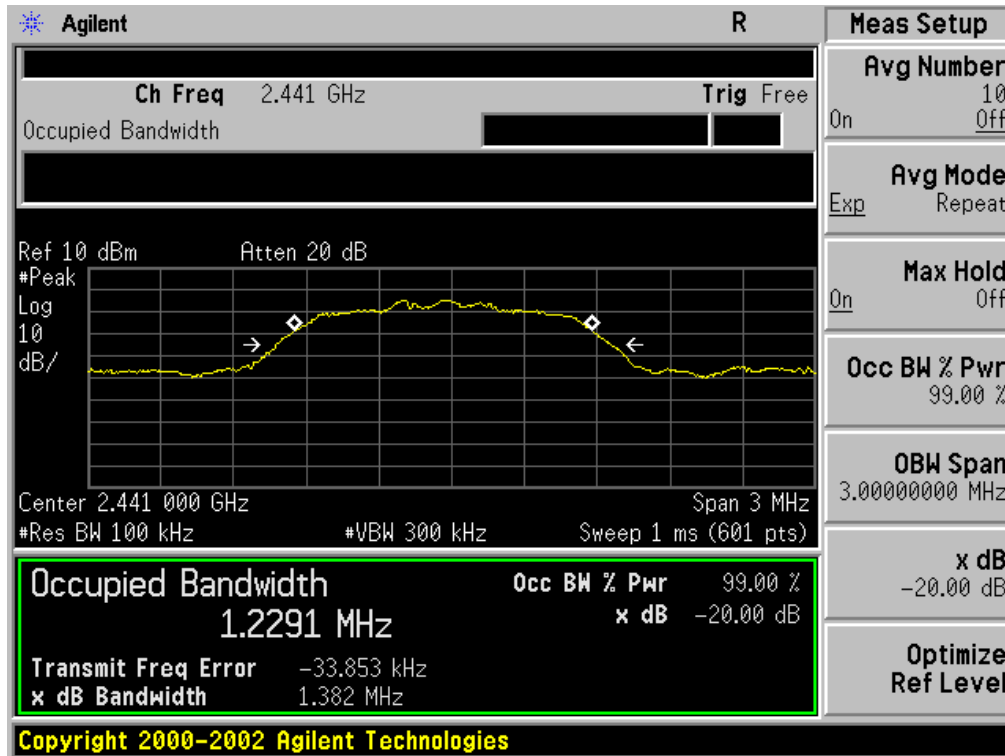 Agilent R
Ch Freq 2.441 GHz Trig Free
Occupied Bandwidth
Ref 10 dBm Atten 20 dB
#Peak
Log
10
dB/
Center 2.441 000 GHz Span 3 MHz
#Res BW 100 kHz #VBW 300 kHz Sweep 1 ms (601 pts)
Occupied Bandwidth Occ BW % Pwr 99.00 %
1.2291 MHz x dB -20.00 dB
Transmit Freq Error -33.853 kHz
x dB Bandwidth 1.382 MHz
Copyright 2000-2002 Agilent Technologies
Meas Setup
Avg Number
10
On Off
Avg Mode
Exp Repeat
Max Hold
On Off
Occ BW % Pwr
99.00 %
OBW Span
3.00000000 MHz
x dB
-20.00 dB
Optimize
Ref Level